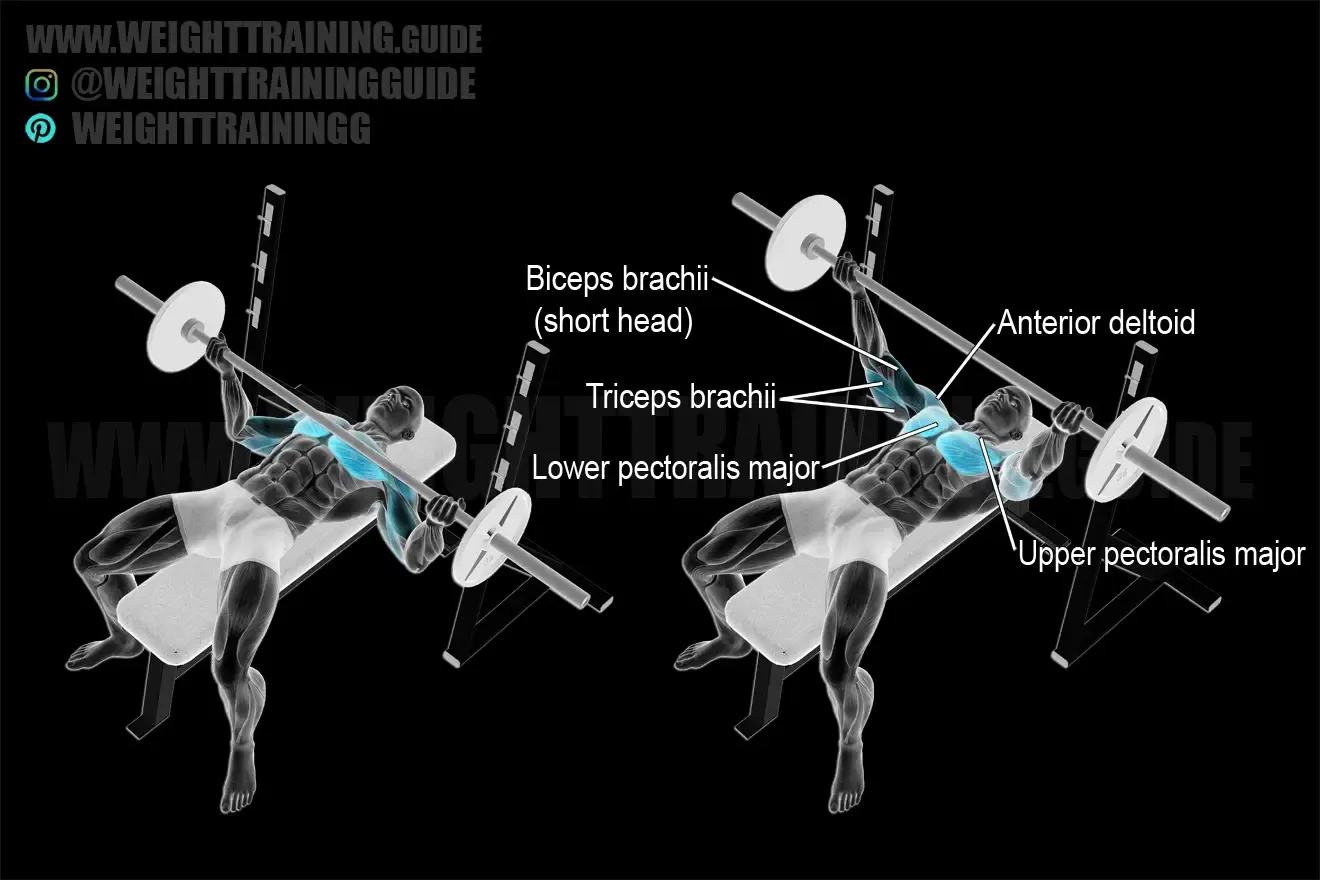 WWW.WEIGHTTRAINING.GUIDE
@WEIGHTTRAININGGUIDE
WEIGHTTRAININGG
Biceps brachii
(short head)
Anterior deltoid
Triceps brachii
WWW.WEIGHTTRAINING.GUIDE
Lower pectoralis major
Upper pectoralis major